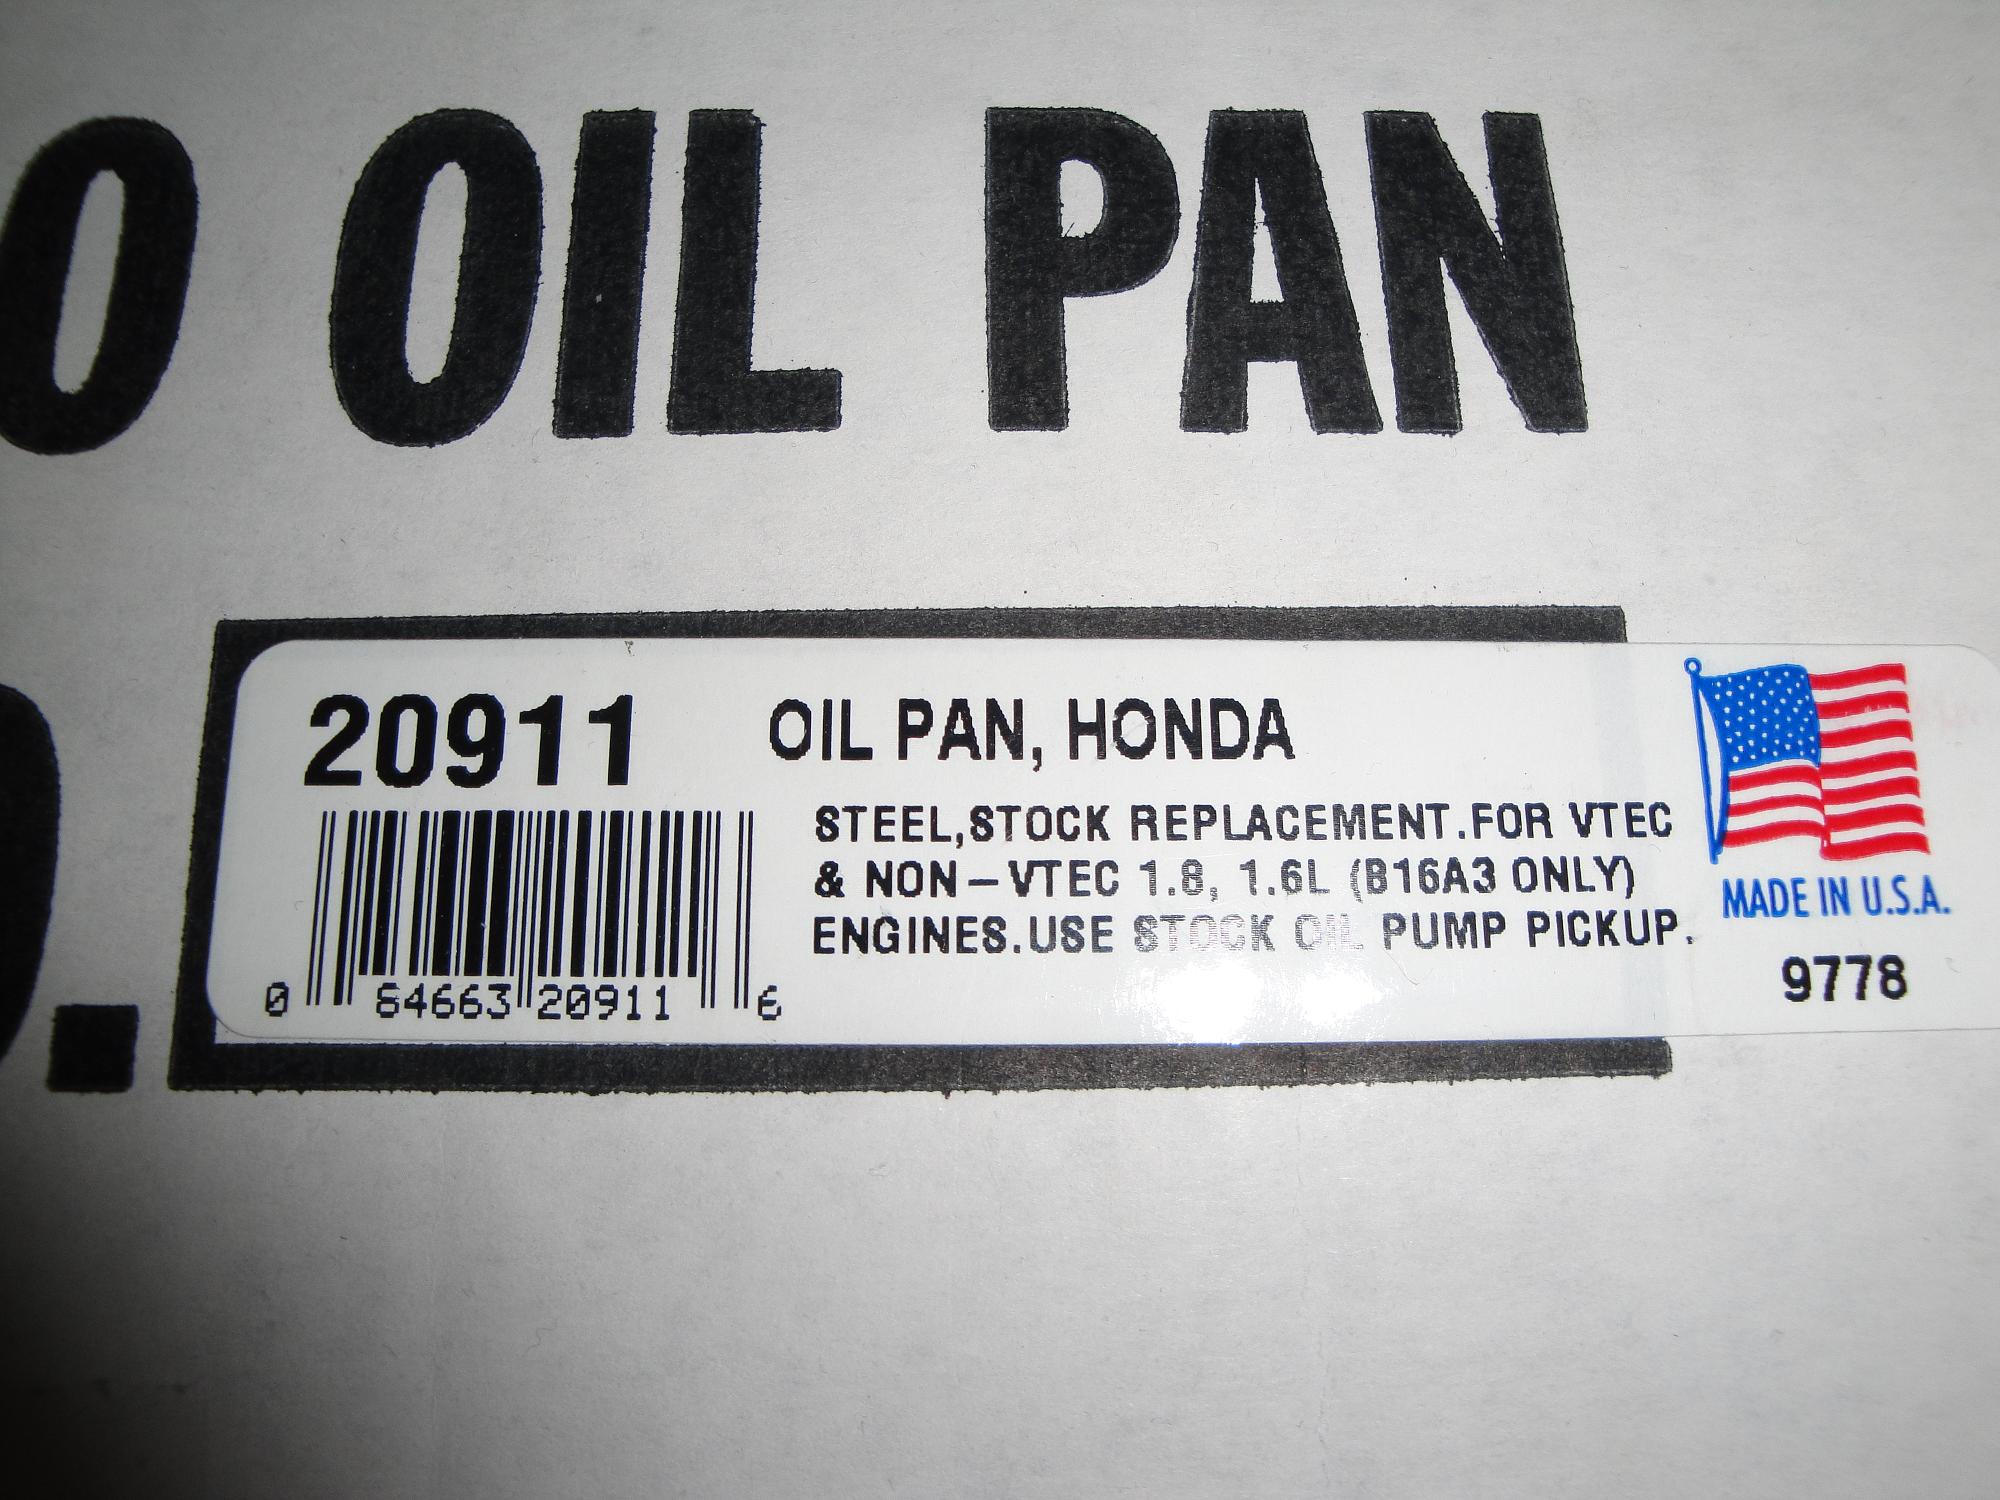 0 OIL PAN
20911 OIL PAN, HONDA
STEEL,STOCK REPLACEMENT.FOR VTEC
& NON-VTEC 1.8, 1.6L (B16A3 ONLY)
ENGINES.USE STOCK OIL PUMP PICKUP.
0 84663 20911 6
MADE IN U.S.A.
9778